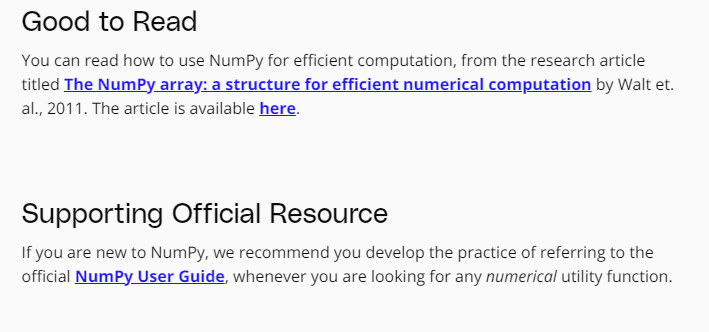 Good to Read
You can read how to use NumPy for efficient computation, from the research article
titled The NumPy array: a structure for efficient numerical computation by Walt et.
al., 2011. The article is available here.
Supporting Official Resource
If you are new to NumPy, we recommend you develop the practice of referring to the
official NumPy User Guide, whenever you are looking for any numerical utility function.